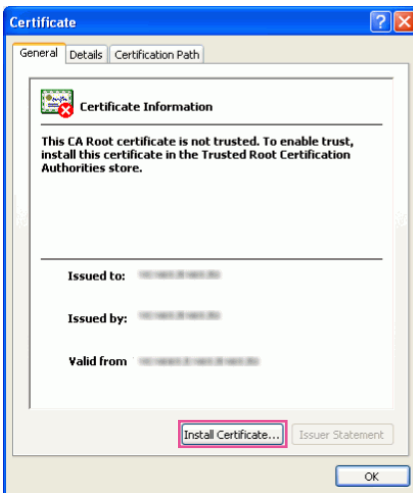 Certificate
General Details Certification Path
Certificate Information
This CA Root certificate is not trusted. To enable trust,
install this certificate in the Trusted Root Certification
Authorities store.
Issued to:
Issued by:
Valid from
Install Certificate... Issuer Statement
OK